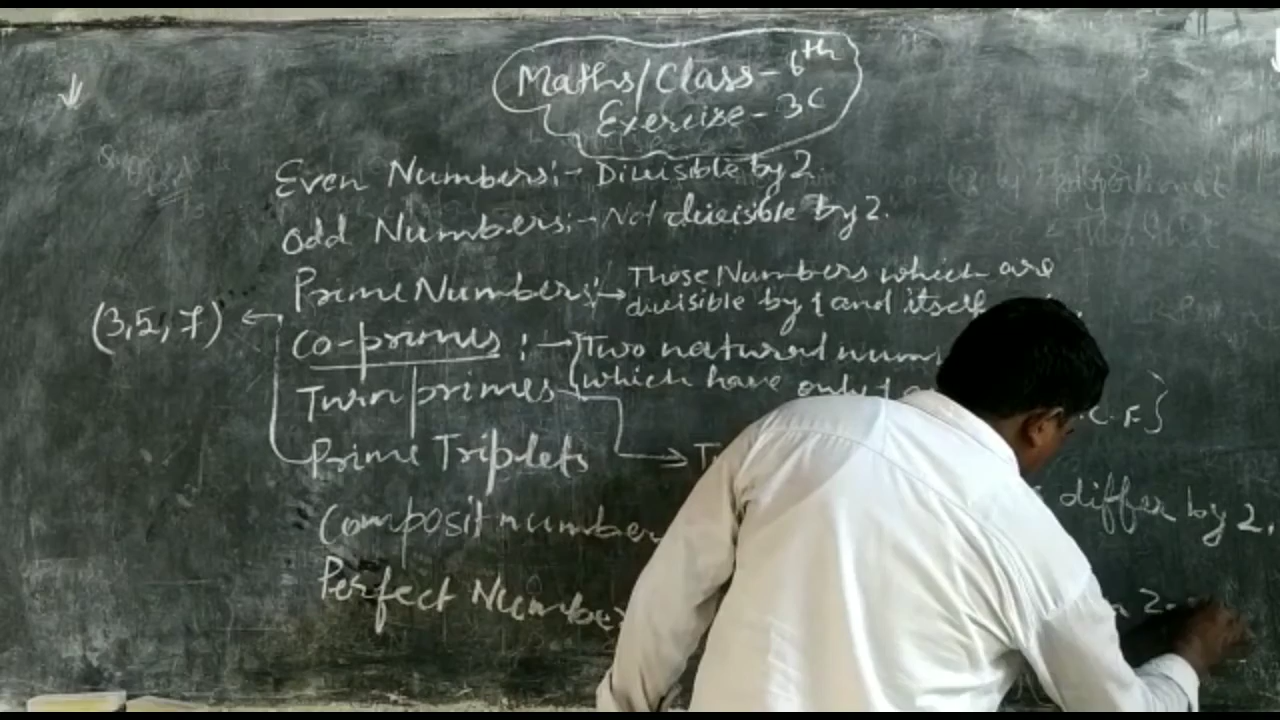 Maths/Class-6th
Exercise-3C
Even Numbers:- Divisible by 2.
Odd Numbers:- Not divisible by 2.
Prime Numbers:→ Those Numbers which are
divisible by 1 and itself
(3,5,7)
Co-primes :→ Two natural num
which have only 1
C.F}
Twin primes
Prime Triplets
differ by 2.
Composit number
Perfect Number